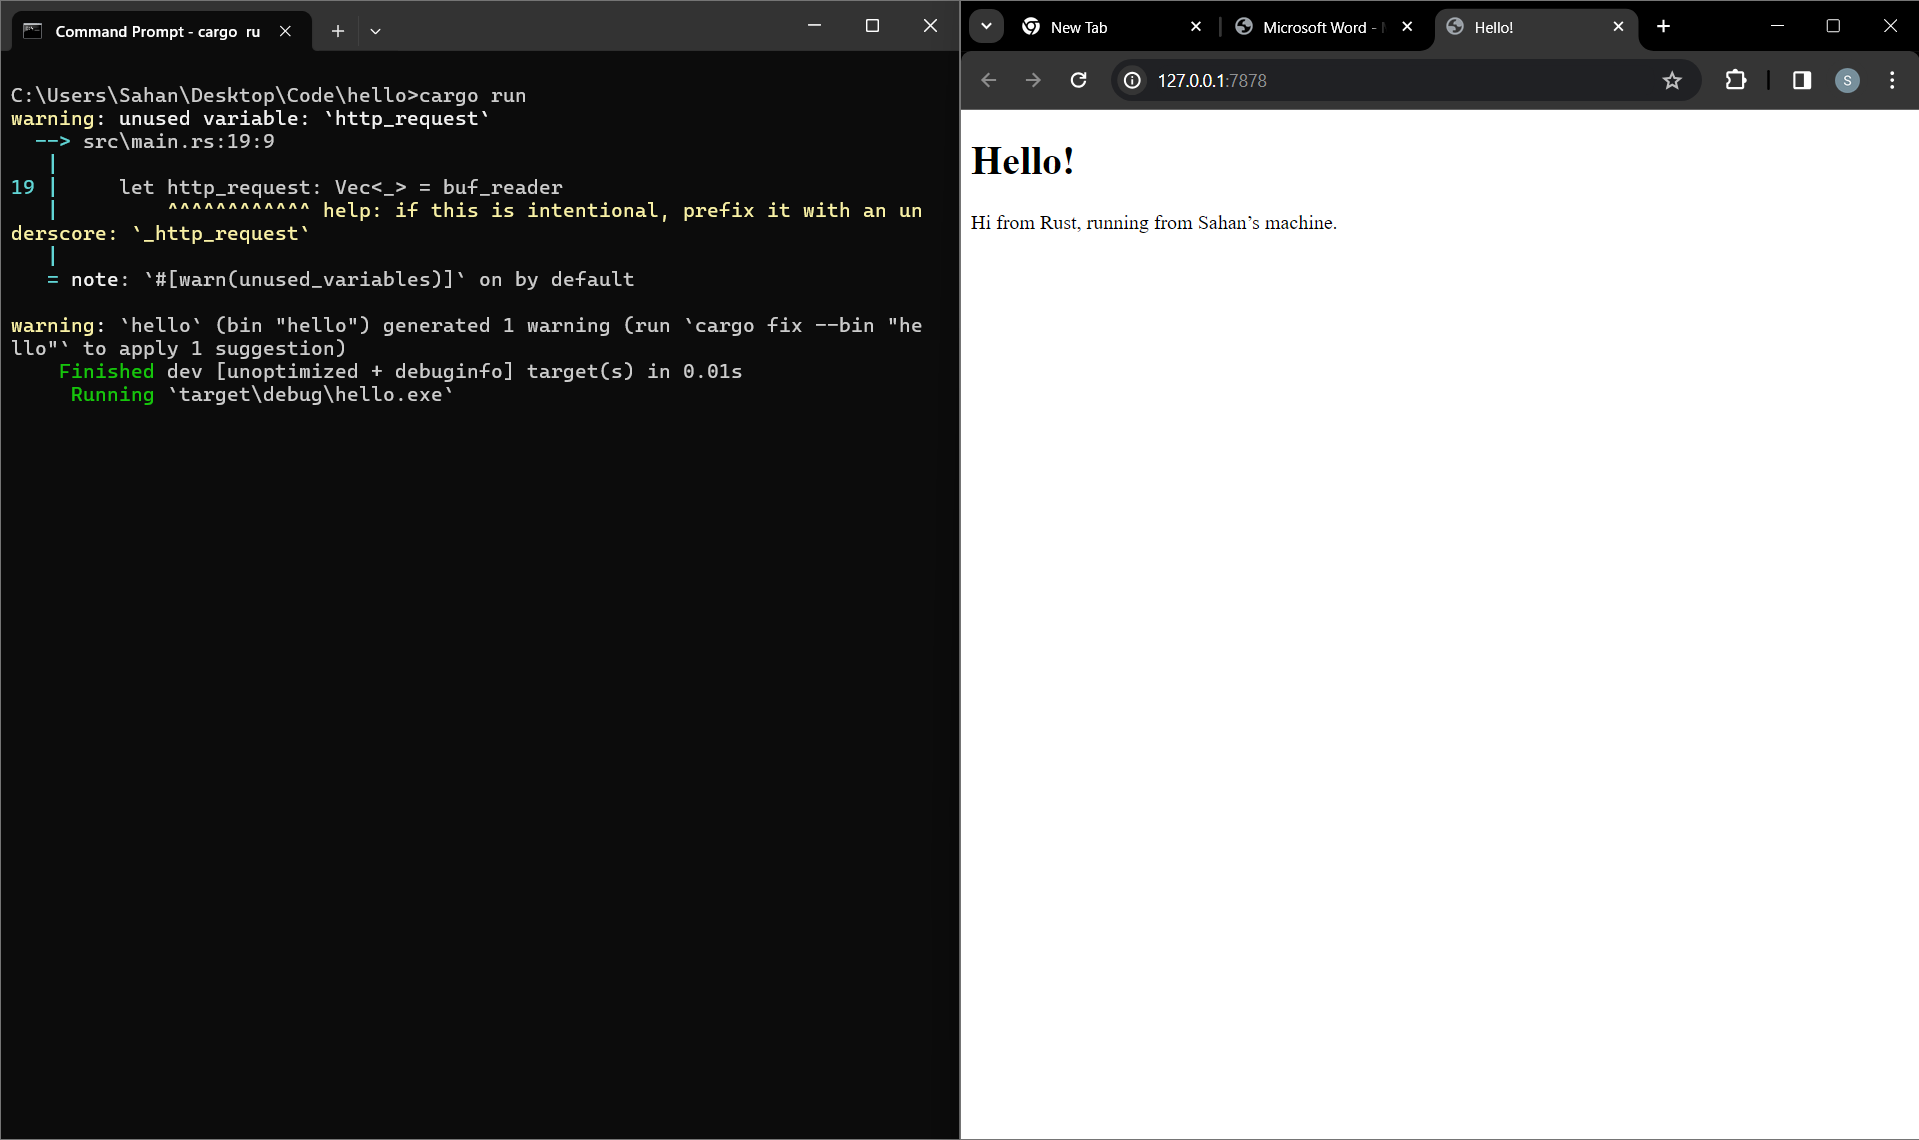 Command Prompt - cargo  ru
C:\Users\Sahan\Desktop\Code\hello>cargo run
warning: unused variable: `http_request`
  --> src\main.rs:19:9
   |
19 |     let http_request: Vec<_> = buf_reader
   |         ^^^^^^^^^^^^ help: if this is intentional, prefix it with an un
derscore: `_http_request`
   |
   = note: `#[warn(unused_variables)]` on by default
warning: `hello` (bin "hello") generated 1 warning (run `cargo fix --bin "he
llo"` to apply 1 suggestion)
    Finished dev [unoptimized + debuginfo] target(s) in 0.01s
     Running `target\debug\hello.exe`
New Tab
Microsoft Word -
Hello!
127.0.0.1:7878
S
Hello!
Hi from Rust, running from Sahan’s machine.